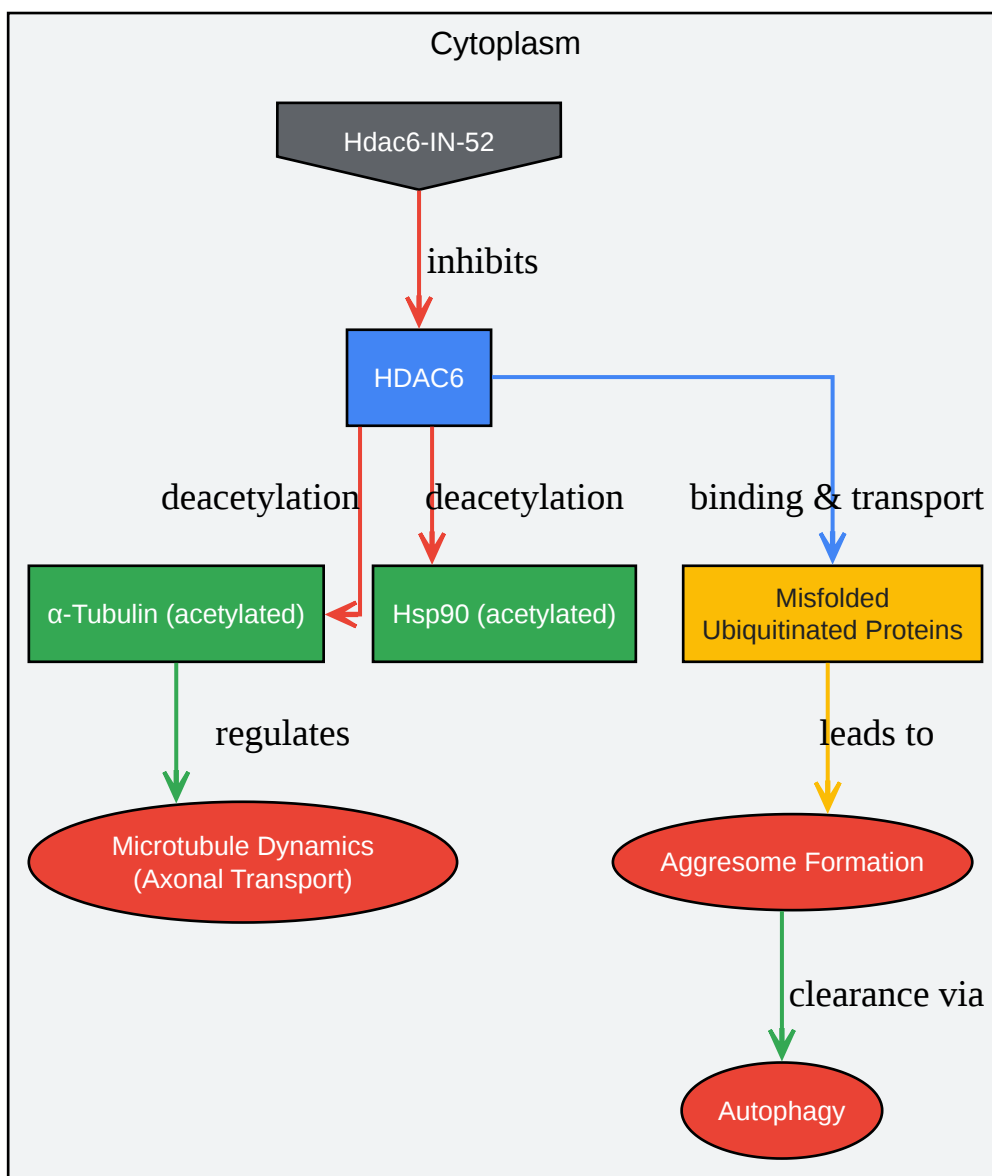 Cytoplasm
Hdac6-IN-52
inhibits
HDAC6
deacetylation
deacetylation
binding & transport
α-Tubulin (acetylated)
Hsp90 (acetylated)
Misfolded
Ubiquitinated Proteins
regulates
leads to
Microtubule Dynamics
(Axonal Transport)
Aggresome Formation
clearance via
Autophagy